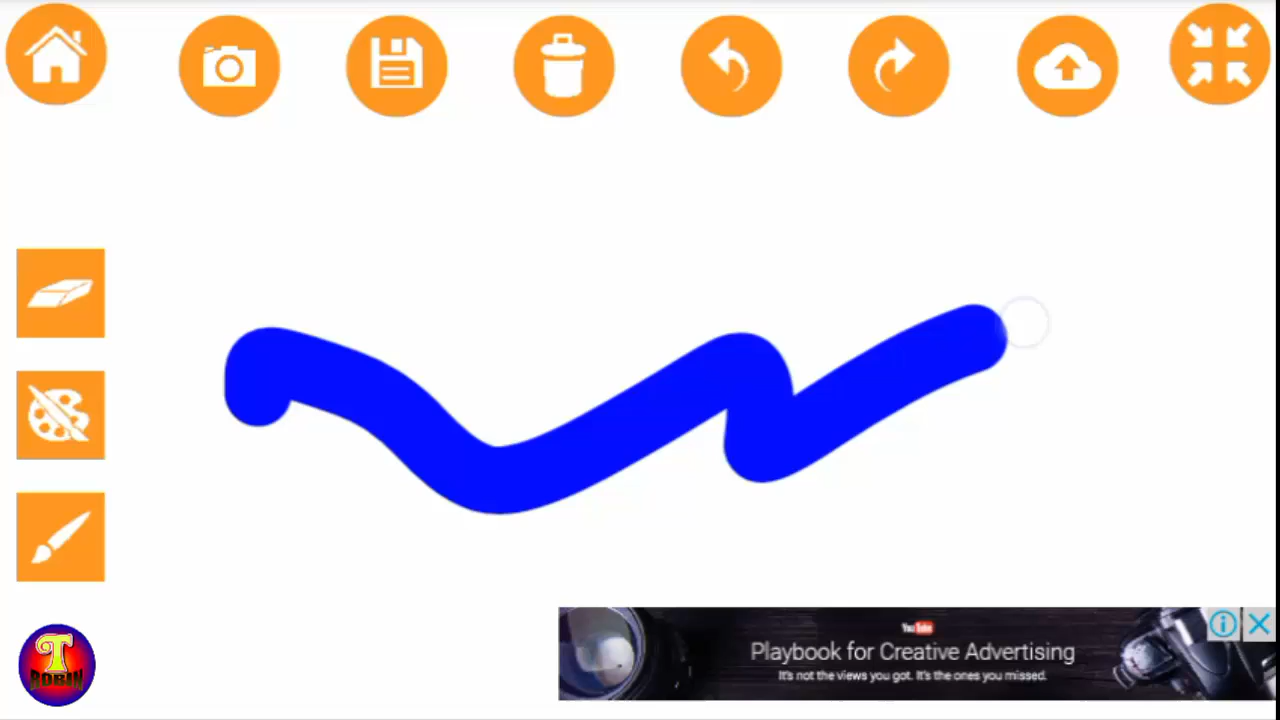 YouTube
Playbook for Creative Advertising
It's not the views you got. It's the ones you missed.
T
ROBIN